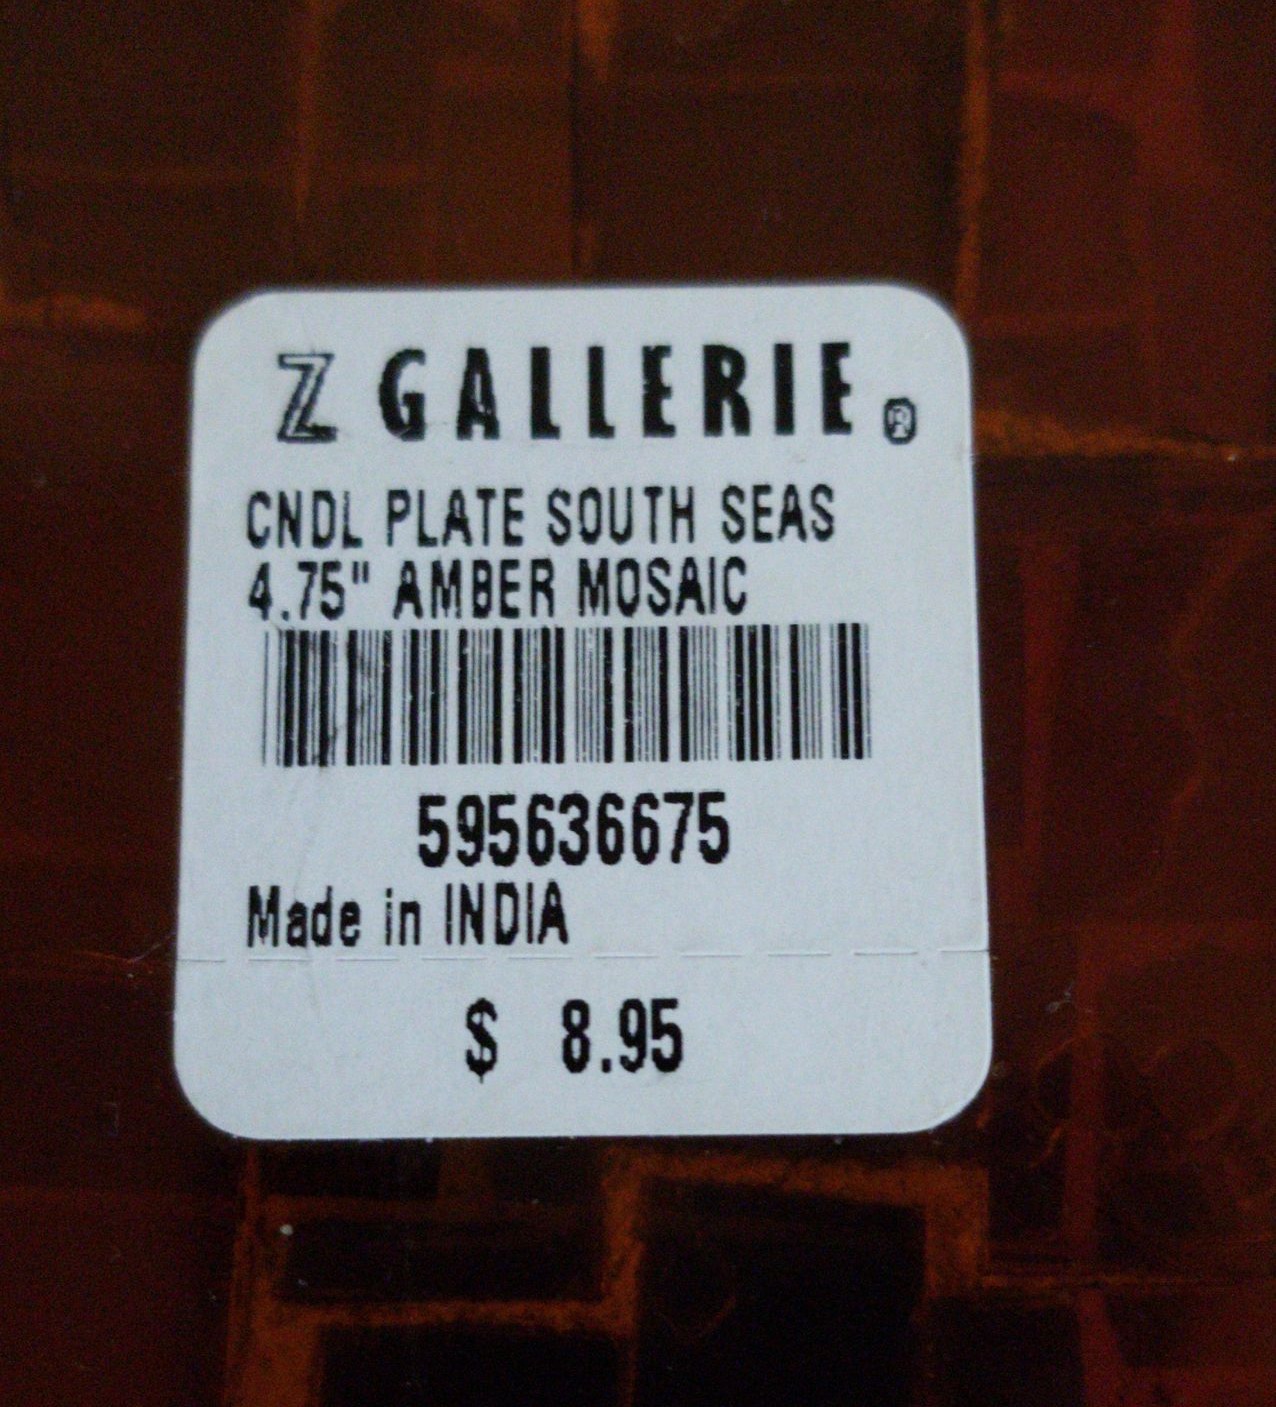 Z GALLERIE®
CNDL PLATE SOUTH SEAS
4.75" AMBER MOSAIC
595636675
Made in INDIA
$ 8.95